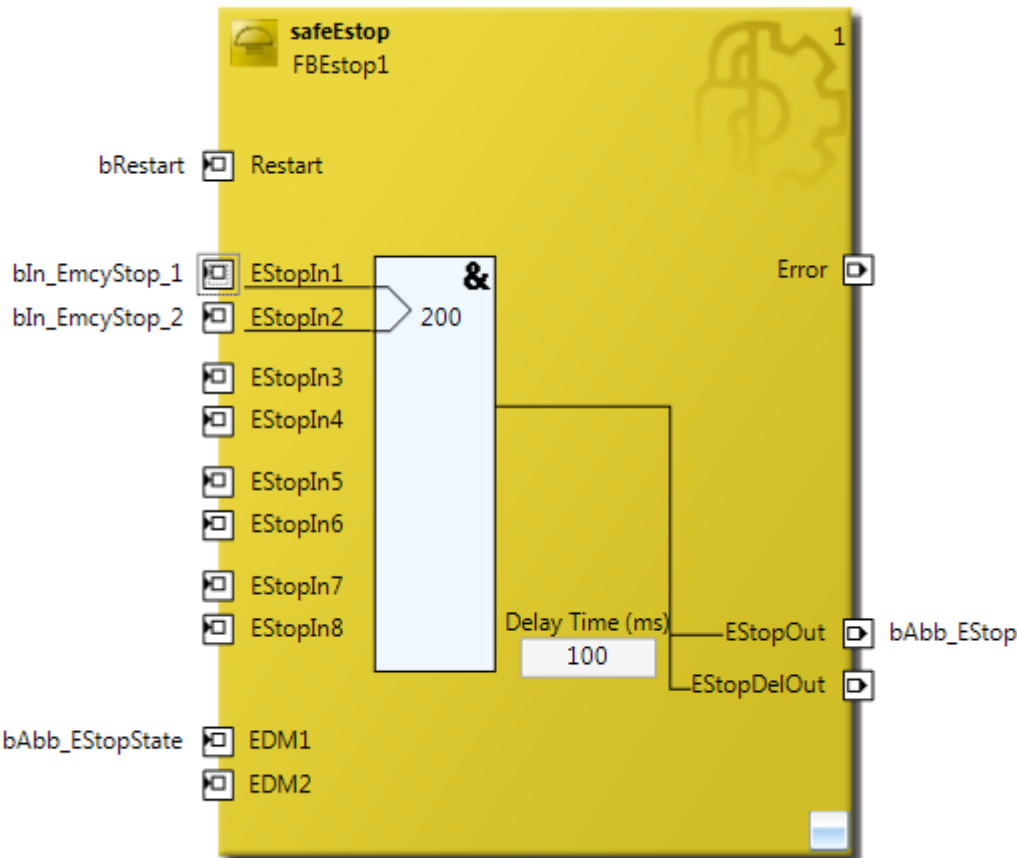 safeEstop
1
FBEstop1
bRestart Restart
bIn_EmcyStop_1 EStopIn1 & Error
bIn_EmcyStop_2 EStopIn2 200
EStopIn3
EStopIn4
EStopIn5
EStopIn6
EStopIn7
EStopIn8 Delay Time (ms) EStopOut bAbb_EStop
100
EStopDelOut
bAbb_EStopState EDM1
EDM2